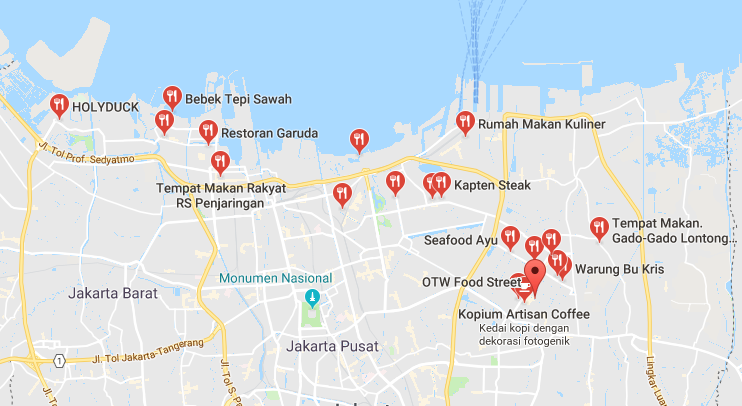 HOLYDUCK
Bebek Tepi Sawah
Restoran Garuda
Rumah Makan Kuliner
Jl. Tol Prof. Sedyatmo
Tempat Makan Rakyat
RS Penjaringan
Kapten Steak
Tempat Makan.
Gado-Gado Lontong...
Seafood Ayu
Warung Bu Kris
Monumen Nasional
OTW Food Street
Jakarta Barat
Kopium Artisan Coffee
Kedai kopi dengan
dekorasi fotogenik
Jakarta Pusat
Jl. Tol Jakarta-Tangerang
1
Jl. Tol S
Lingkar Lua